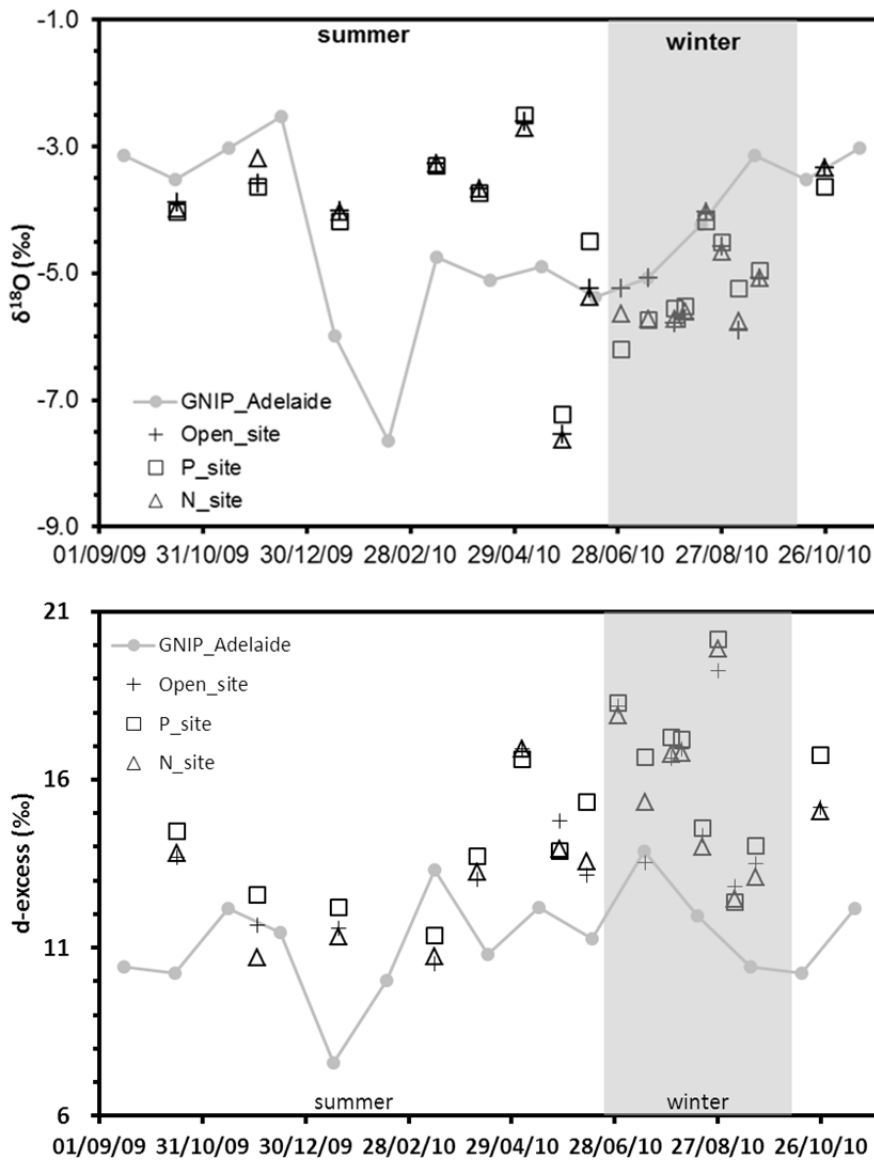 summer
winter
-1.0
-3.0
-5.0
-7.0
-9.0
δ¹⁸O (‰)
GNIP_Adelaide
Open_site
P_site
N_site
01/09/09 31/10/09 30/12/09 28/02/10 29/04/10 28/06/10 27/08/10 26/10/10
21
16
11
6
d-excess (‰)
GNIP_Adelaide
Open_site
P_site
N_site
summer
winter
01/09/09 31/10/09 30/12/09 28/02/10 29/04/10 28/06/10 27/08/10 26/10/10